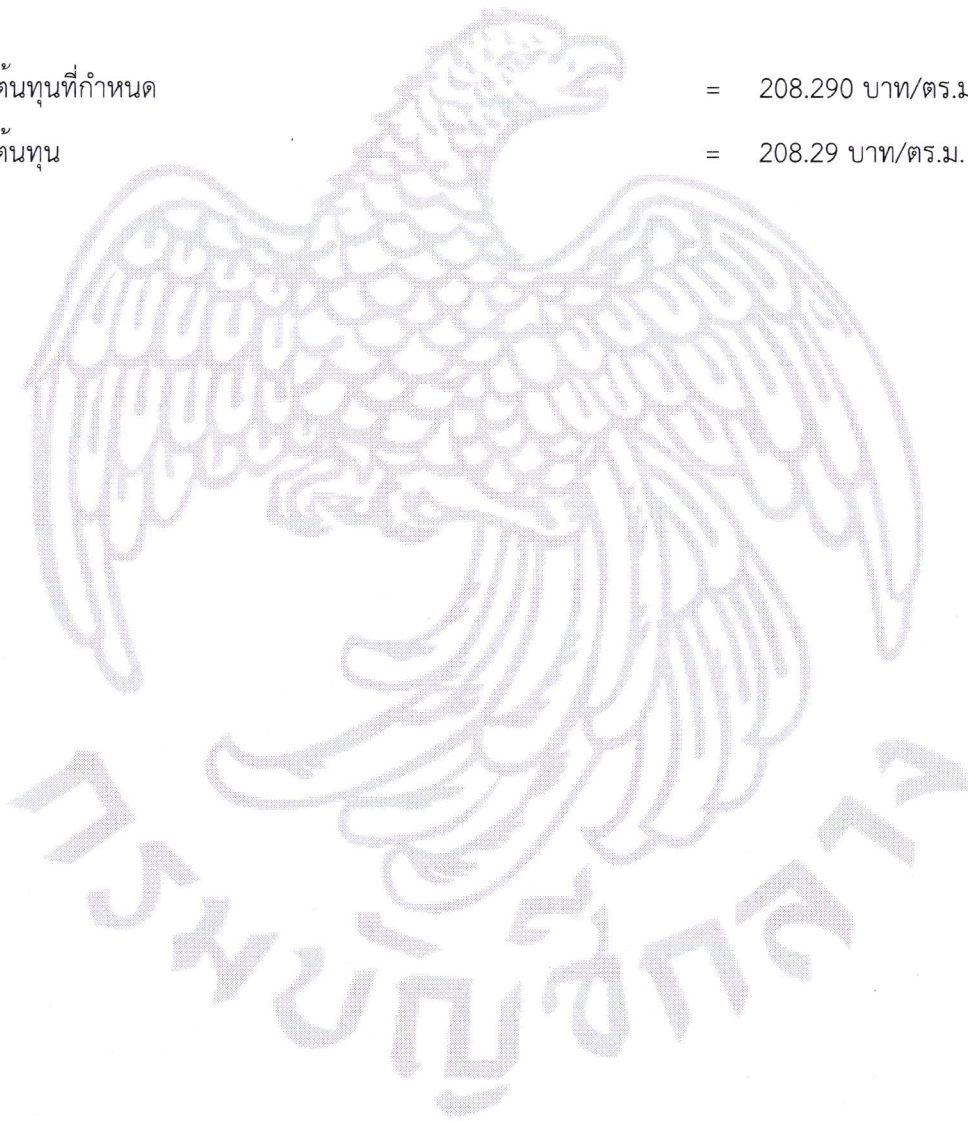 ต้นทุนที่กำหนด = 208.290 บาท/ตร.ม
ต้นทุน = 208.29 บาท/ตร.ม.
กรมบัญชีกลาง